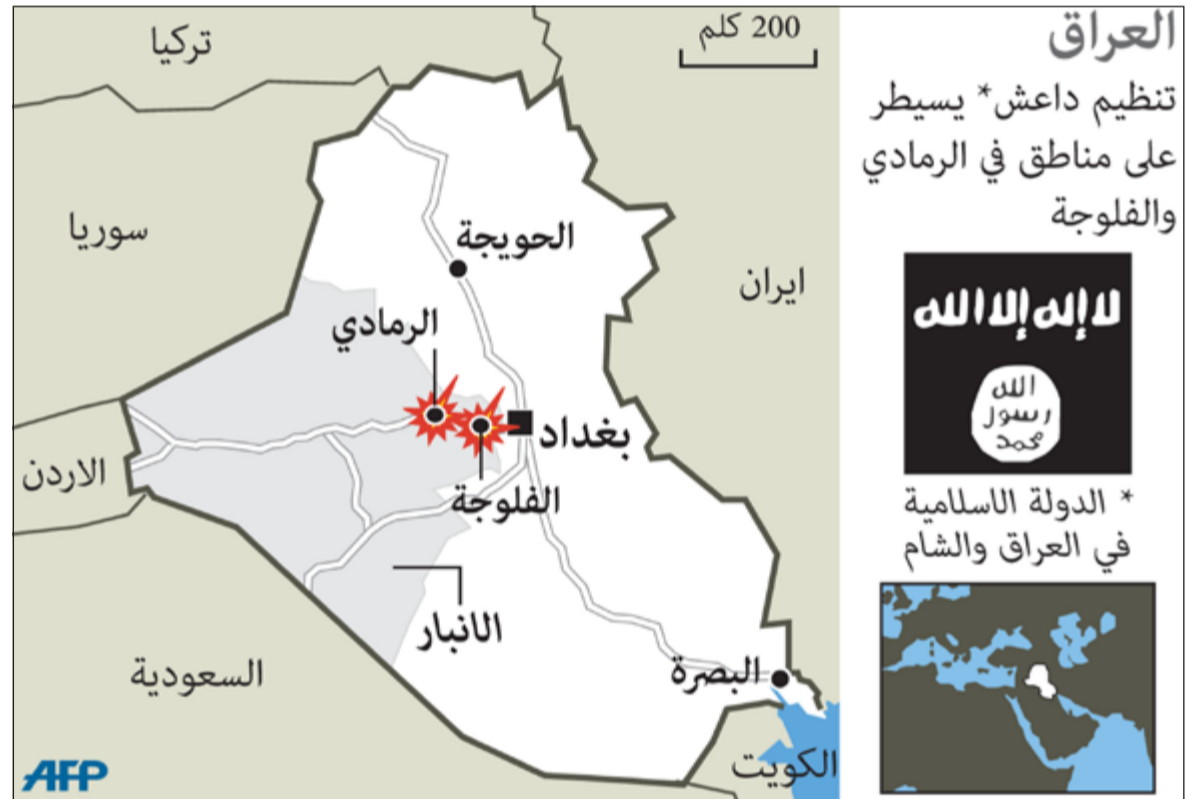 العراق
تنظيم داعش* يسيطر
على مناطق في الرمادي
والفلوجة
لا إله إلا الله
الله
رسول
محمد
* الدولة الاسلامية
في العراق والشام
200 كلم
تركيا
سوريا
الحويجة
ايران
الرمادي
بغداد
الاردن
الفلوجة
الانبار
السعودية
البصرة
الكويت
AFP